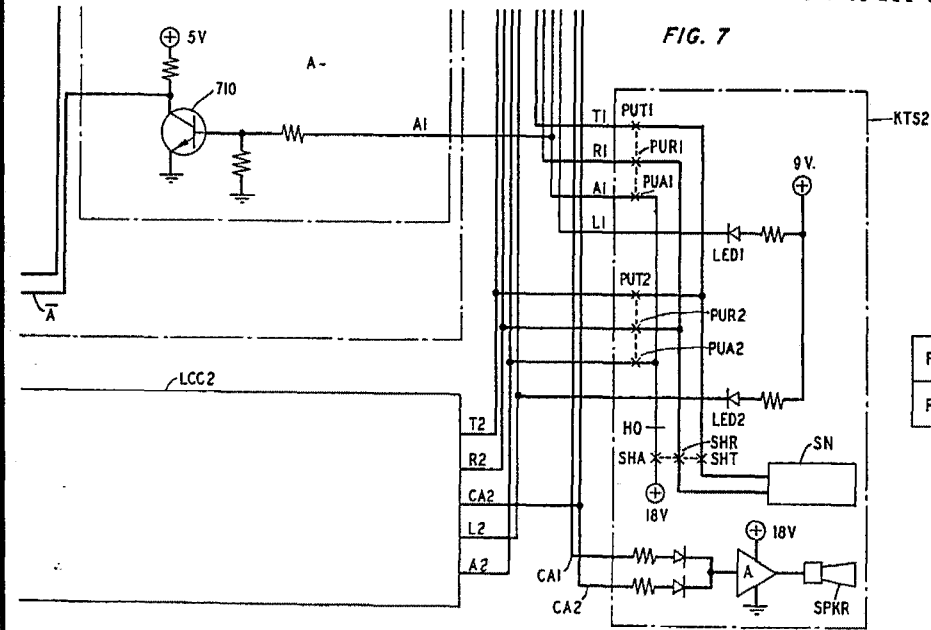 FIG. 7
5V
A-
710
A1
T1
PUT1
KTS2
R1
PUR1
9V.
A1
PUA1
L1
LED1
PUT2
A̅
PUR2
PUA2
LCC2
LED2
T2
HO
SHR
SHA
SHT
SN
R2
18V
CA2
L2
18V
A2
CA1
A
CA2
SPKR
F
F